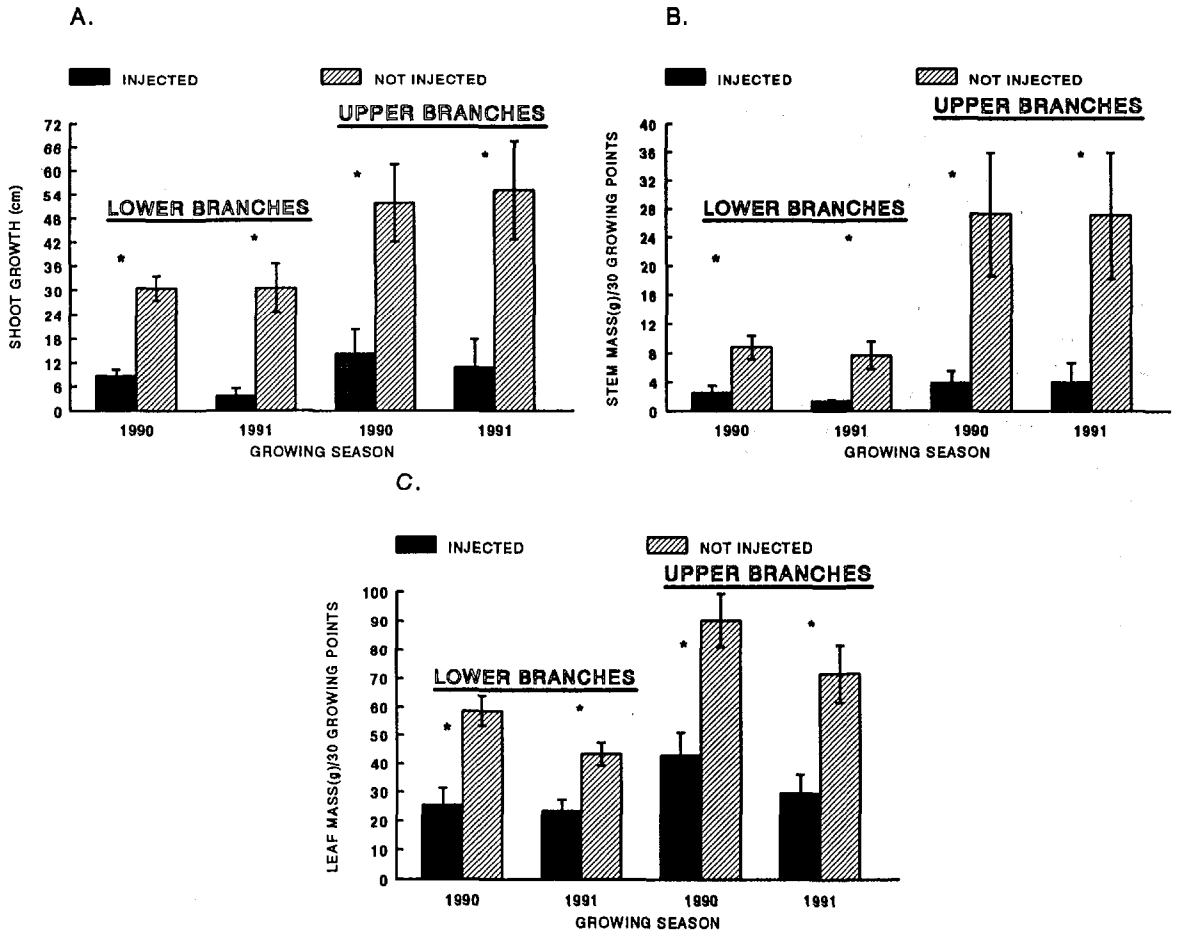 A.
INJECTED NOT INJECTED
UPPER BRANCHES
LOWER BRANCHES
SHOOT GROWTH (cm)
72
66
60
54
48
42
36
30
24
18
12
6
0
* * * *
1990 1991 1990 1991
GROWING SEASON
B.
INJECTED NOT INJECTED
UPPER BRANCHES
LOWER BRANCHES
STEM MASS(g)/30 GROWING POINTS
40
36
32
28
24
20
16
12
8
4
0
* * * *
1990 1991 1990 1991
GROWING SEASON
C.
INJECTED NOT INJECTED
UPPER BRANCHES
LOWER BRANCHES
LEAF MASS(g)/30 GROWING POINTS
100
90
80
70
60
50
40
30
20
10
0
* * * *
1990 1991 1990 1991
GROWING SEASON